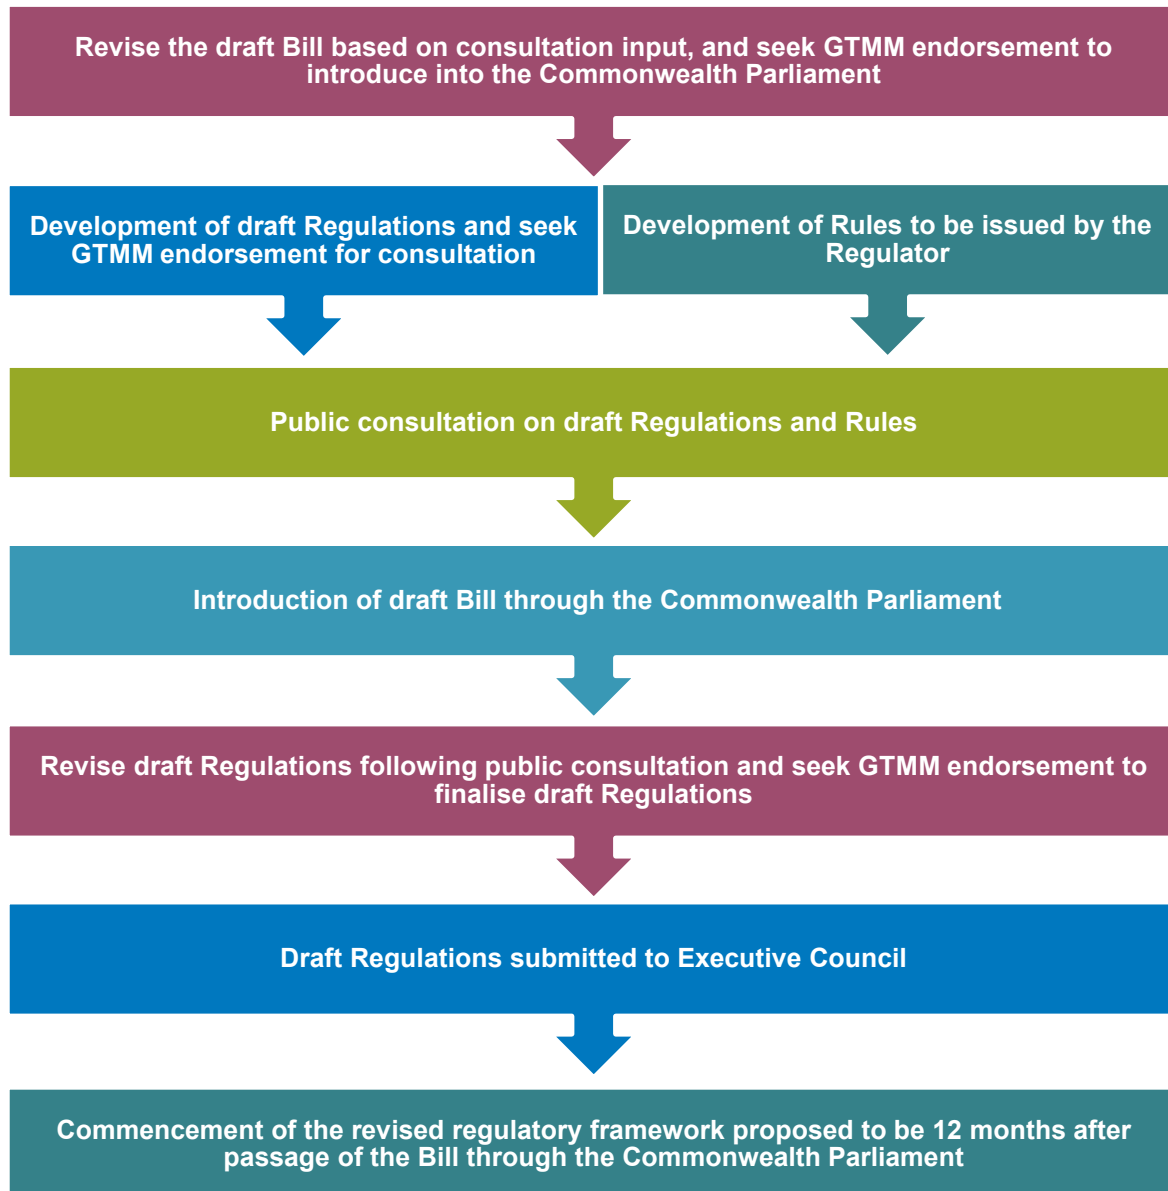 Revise the draft Bill based on consultation input, and seek GTMM endorsement to
introduce into the Commonwealth Parliament
Development of draft Regulations and seek
GTMM endorsement for consultation
Development of Rules to be issued by the
Regulator
Public consultation on draft Regulations and Rules
Introduction of draft Bill through the Commonwealth Parliament
Revise draft Regulations following public consultation and seek GTMM endorsement to
finalise draft Regulations
Draft Regulations submitted to Executive Council
Commencement of the revised regulatory framework proposed to be 12 months after
passage of the Bill through the Commonwealth Parliament